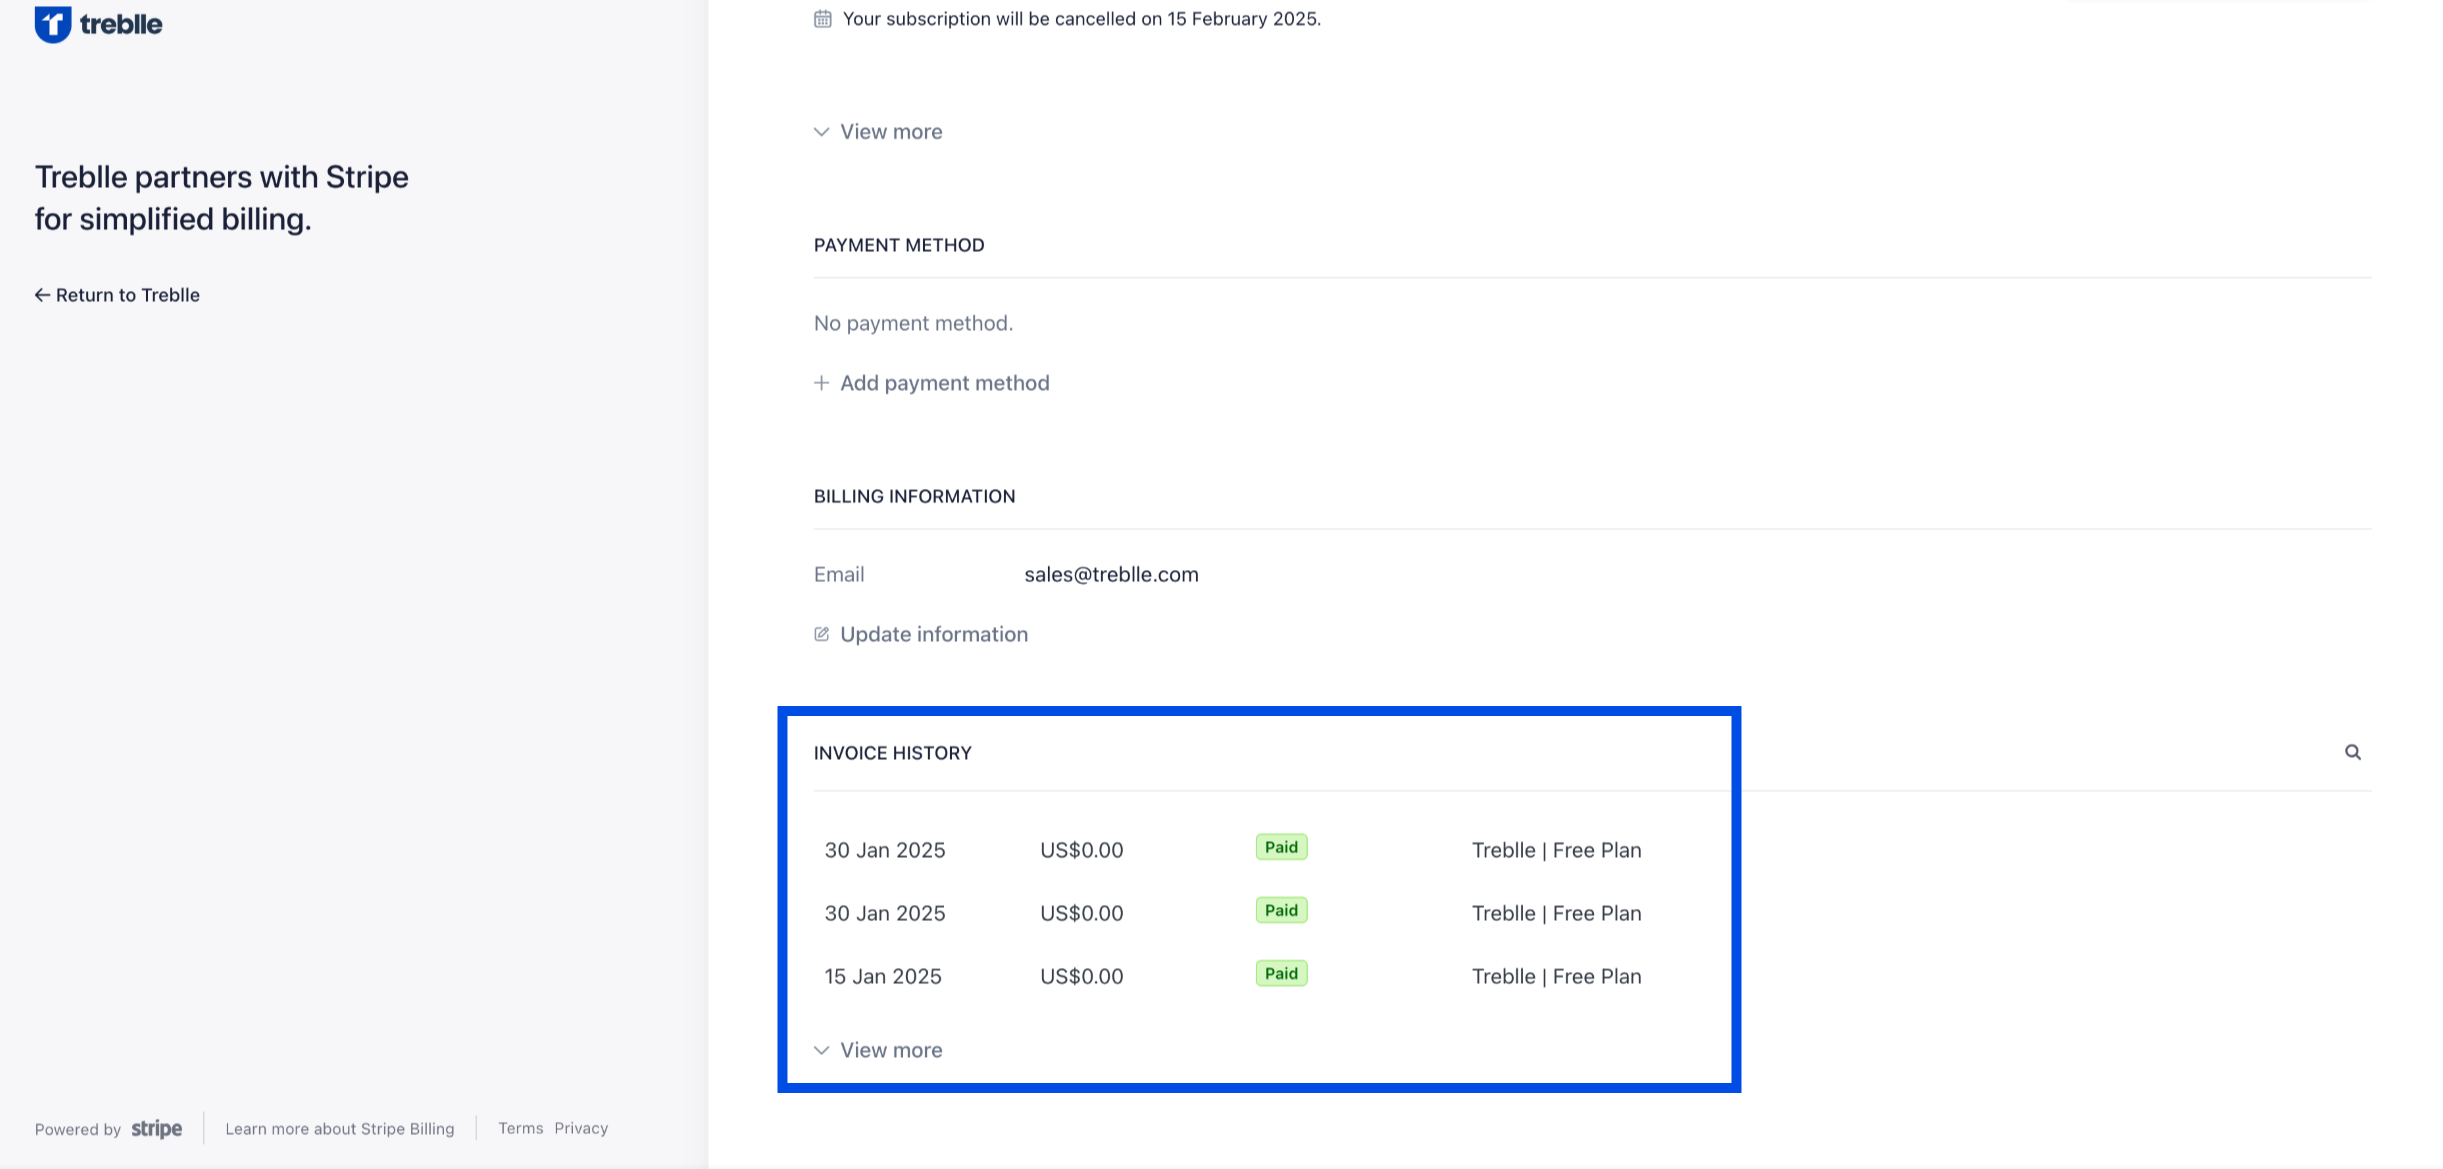 treblle
Treblle partners with Stripe
for simplified billing.
← Return to Treblle
Powered by stripe
Learn more about Stripe Billing
Terms Privacy
Your subscription will be cancelled on 15 February 2025.
View more
PAYMENT METHOD
No payment method.
+ Add payment method
BILLING INFORMATION
Email sales@treblle.com
Update information
INVOICE HISTORY
30 Jan 2025 US$0.00 Paid Treblle | Free Plan
30 Jan 2025 US$0.00 Paid Treblle | Free Plan
15 Jan 2025 US$0.00 Paid Treblle | Free Plan
View more